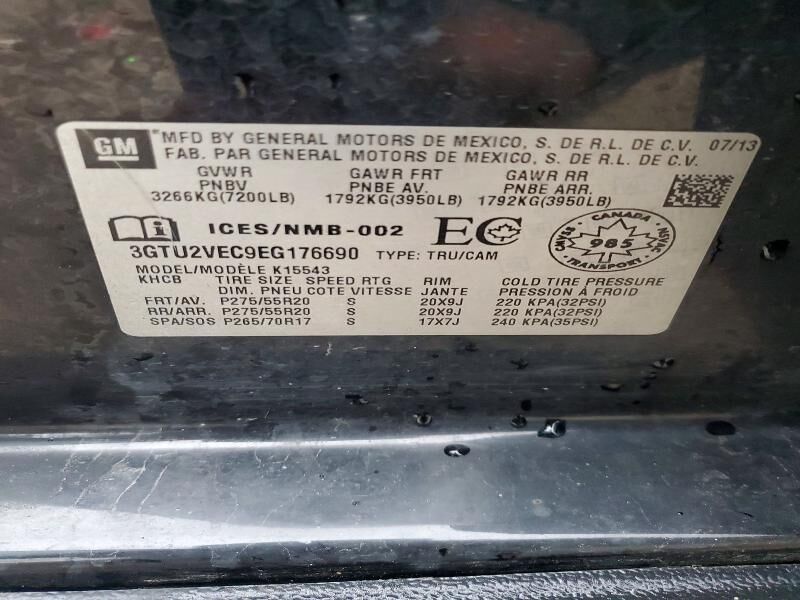 GM
MFD BY GENERAL MOTORS DE MEXICO, S. DE R.L. DE C.V. 07/13
FAB. PAR GENERAL MOTORS DE MEXICO, S. DE R.L. DE C.V.
GVWR GAWR FRT GAWR RR
PNBV PNBE AV. PNBE ARR.
3266KG(7200LB) 1792KG(3950LB) 1792KG(3950LB)
i ICES/NMB-002 EC
CANADA
CMVSS 985 NSVAC
TRANSPORT
3GTU2VEC9EG176690 TYPE: TRU/CAM
MODEL/MODÈLE K15543
KHCB TIRE SIZE SPEED RTG RIM COLD TIRE PRESSURE
DIM. PNEU COTE VITESSE JANTE PRESSION À FROID
FRT/AV. P275/55R20 S 20X9J 220 KPA(32PSI)
RR/ARR. P275/55R20 S 20X9J 220 KPA(32PSI)
SPA/SOS P265/70R17 S 17X7J 240 KPA(35PSI)